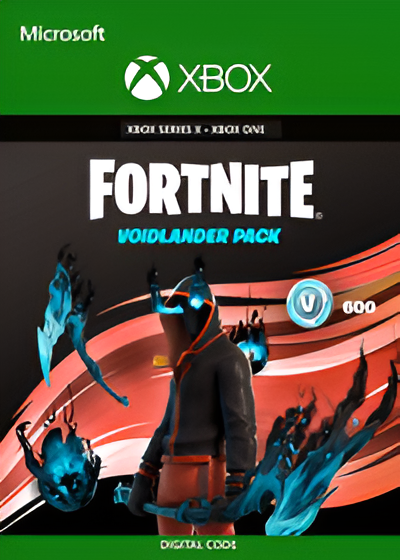 Microsoft
XBOX
XBOX SERIES X • XBOX ONE
FORTNITE
VOIDLANDER PACK
V 600
DIGITAL CODE